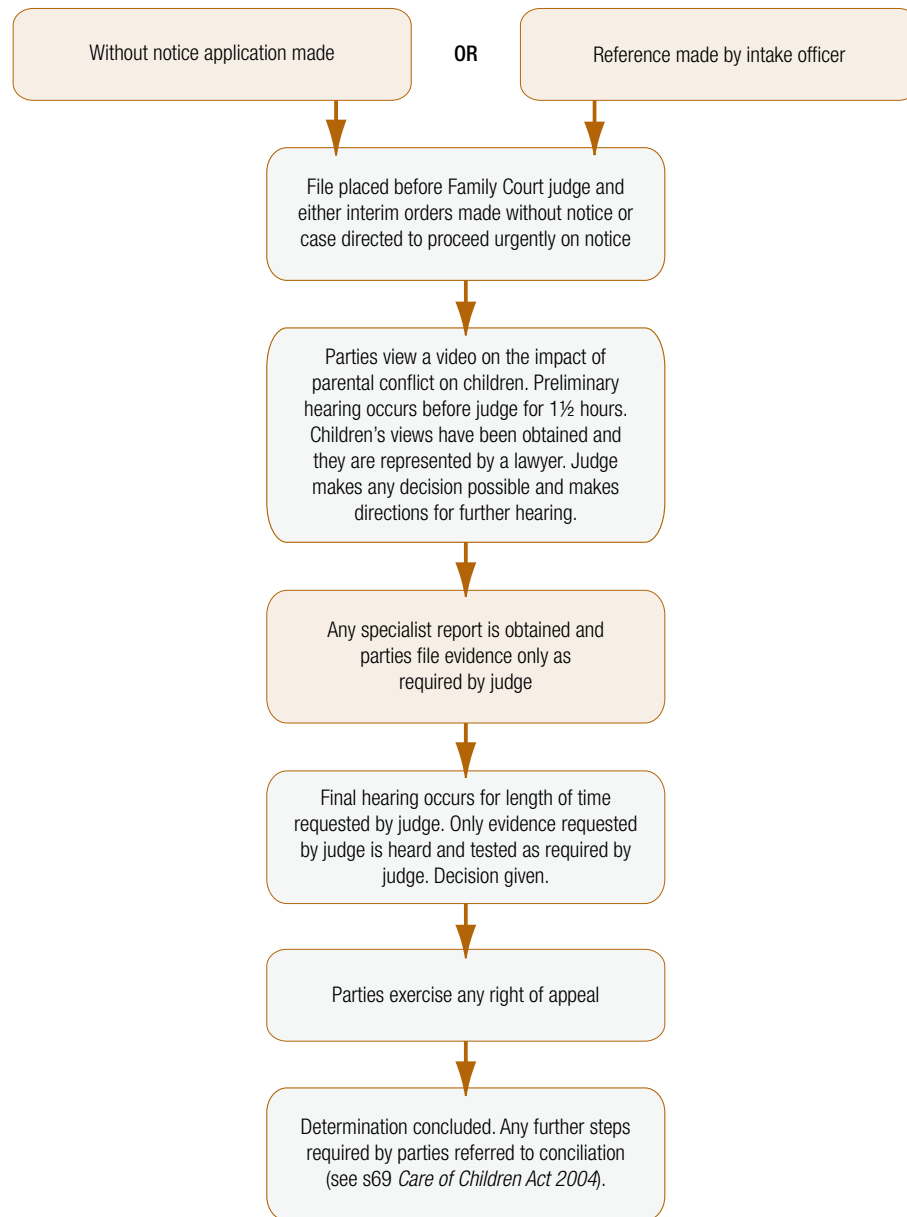 Without notice application made
OR
Reference made by intake officer
File placed before Family Court judge and
either interim orders made without notice or
case directed to proceed urgently on notice
Parties view a video on the impact of
parental conflict on children. Preliminary
hearing occurs before judge for 1½ hours.
Children’s views have been obtained and
they are represented by a lawyer. Judge
makes any decision possible and makes
directions for further hearing.
Any specialist report is obtained and
parties file evidence only as
required by judge
Final hearing occurs for length of time
requested by judge. Only evidence requested
by judge is heard and tested as required by
judge. Decision given.
Parties exercise any right of appeal
Determination concluded. Any further steps
required by parties referred to conciliation
(see s69 Care of Children Act 2004).